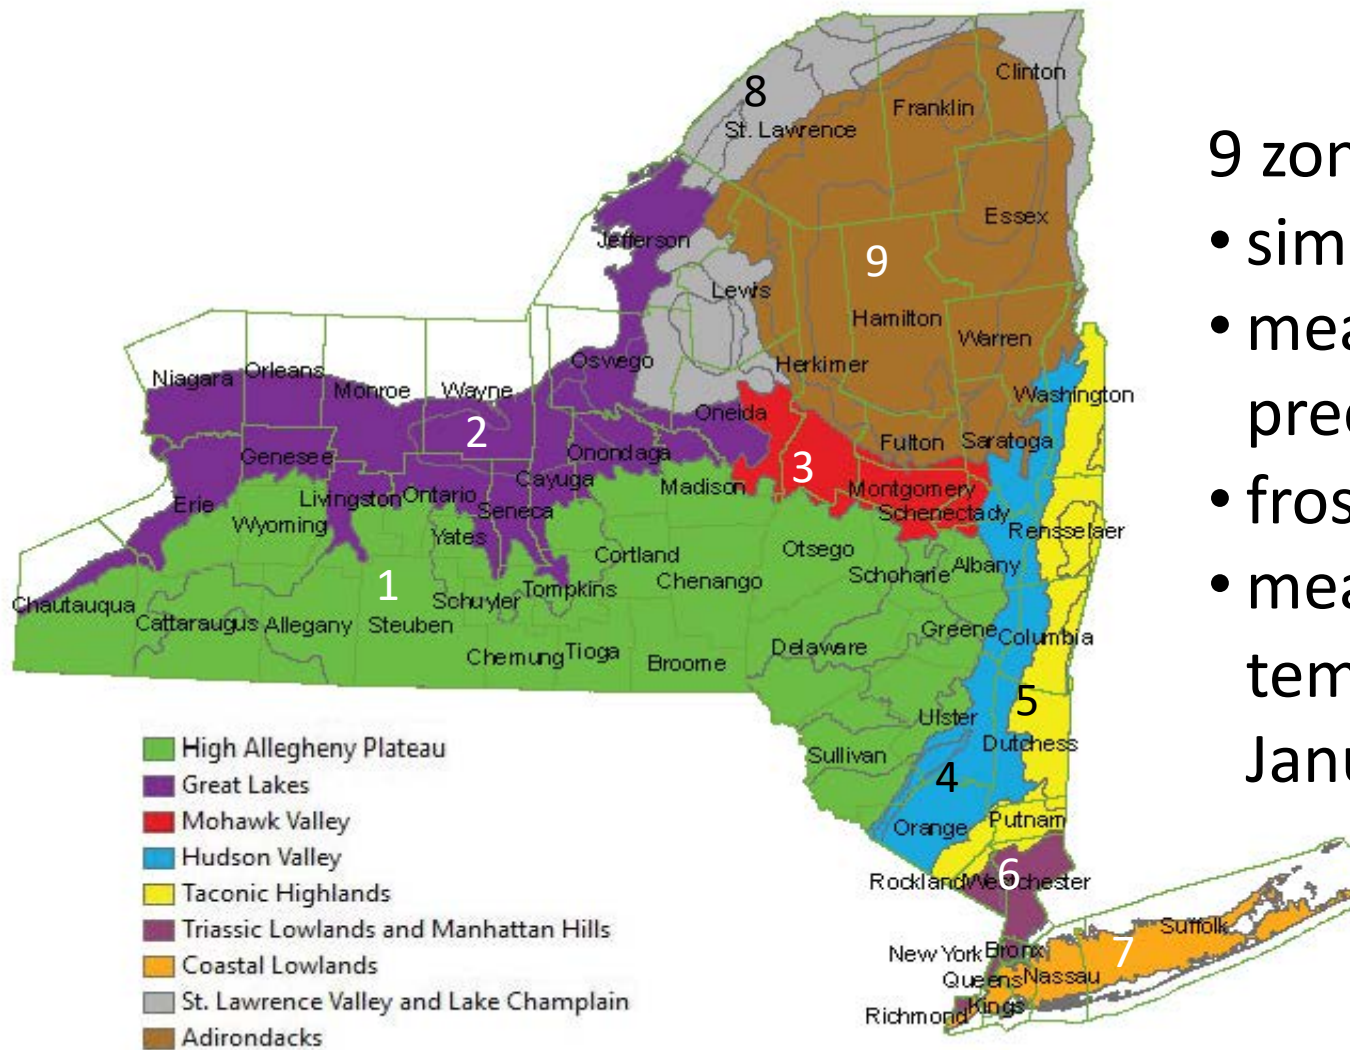 8
St. Lawrence
Franklin
Clinton
Essex
Jefferson
Lewis
9
Hamilton
Warren
Herkimer
Oswego
Niagara
Orleans
Monroe
Wayne
Washington
Oneida
2
Fulton
Saratoga
Genesee
Onondaga
3
Cayuga
Madison
Montgomery
Erie
Livingston
Ontario
Seneca
Schenectady
Wyoming
Yates
Rensselaer
Cortland
Otsego
Chenango
Schoharie
Albany
1
Tompkins
Schuyler
Chautauqua
Cattaraugus
Allegany
Steuben
Greene
Columbia
Chemung
Tioga
Broome
Delaware
5
Ulster
Dutchess
Sullivan
4
Orange
Putnam
6
Rockland
Westchester
Suffolk
7
New York
Bronx
Queens
Nassau
Kings
Richmond
High Allegheny Plateau
Great Lakes
Mohawk Valley
Hudson Valley
Taconic Highlands
Triassic Lowlands and Manhattan Hills
Coastal Lowlands
St. Lawrence Valley and Lake Champlain
Adirondacks
9 zon
• sim
• mea
prec
• fros
• mea
tem
Janu